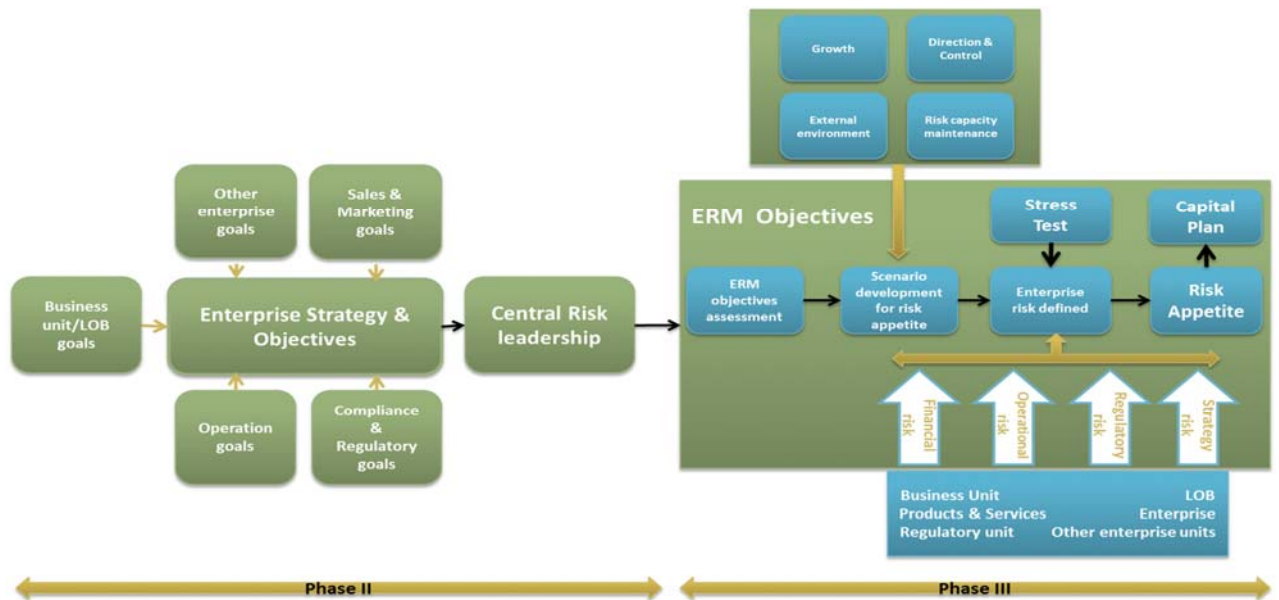 Growth
Direction &
Control
External
environment
Risk capacity
maintenance
Other
enterprise
goals
Sales &
Marketing
goals
Business
unit/LOB
goals
Enterprise Strategy &
Objectives
Central Risk
leadership
Operation
goals
Compliance
&
Regulatory
goals
ERM Objectives
Stress
Test
Capital
Plan
ERM
objectives
assessment
Scenario
development
for risk
appetite
Enterprise
risk defined
Risk
Appetite
Financial
risk
Operational
risk
Regulatory
risk
Strategy
risk
Business Unit LOB
Products & Services Enterprise
Regulatory unit Other enterprise units
Phase II
Phase III